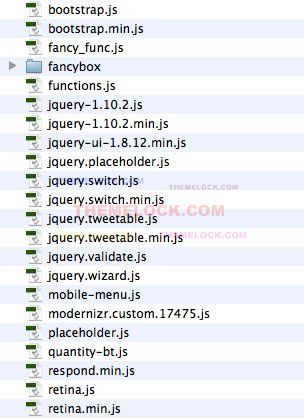 bootstrap.js
bootstrap.min.js
fancy_func.js
fancybox
functions.js
jquery-1.10.2.js
jquery-1.10.2.min.js
jquery-ui-1.8.12.min.js
jquery.placeholder.js
jquery.switch.js
THEMELOCK.COM
jquery.switch.min.js
THEMELOCK.COM
jquery.tweetable.js
jquery.tweetable.min.js
THEMELOCK.COM
jquery.validate.js
jquery.wizard.js
mobile-menu.js
modernizr.custom.17475.js
placeholder.js
quantity-bt.js
respond.min.js
retina.js
retina.min.js